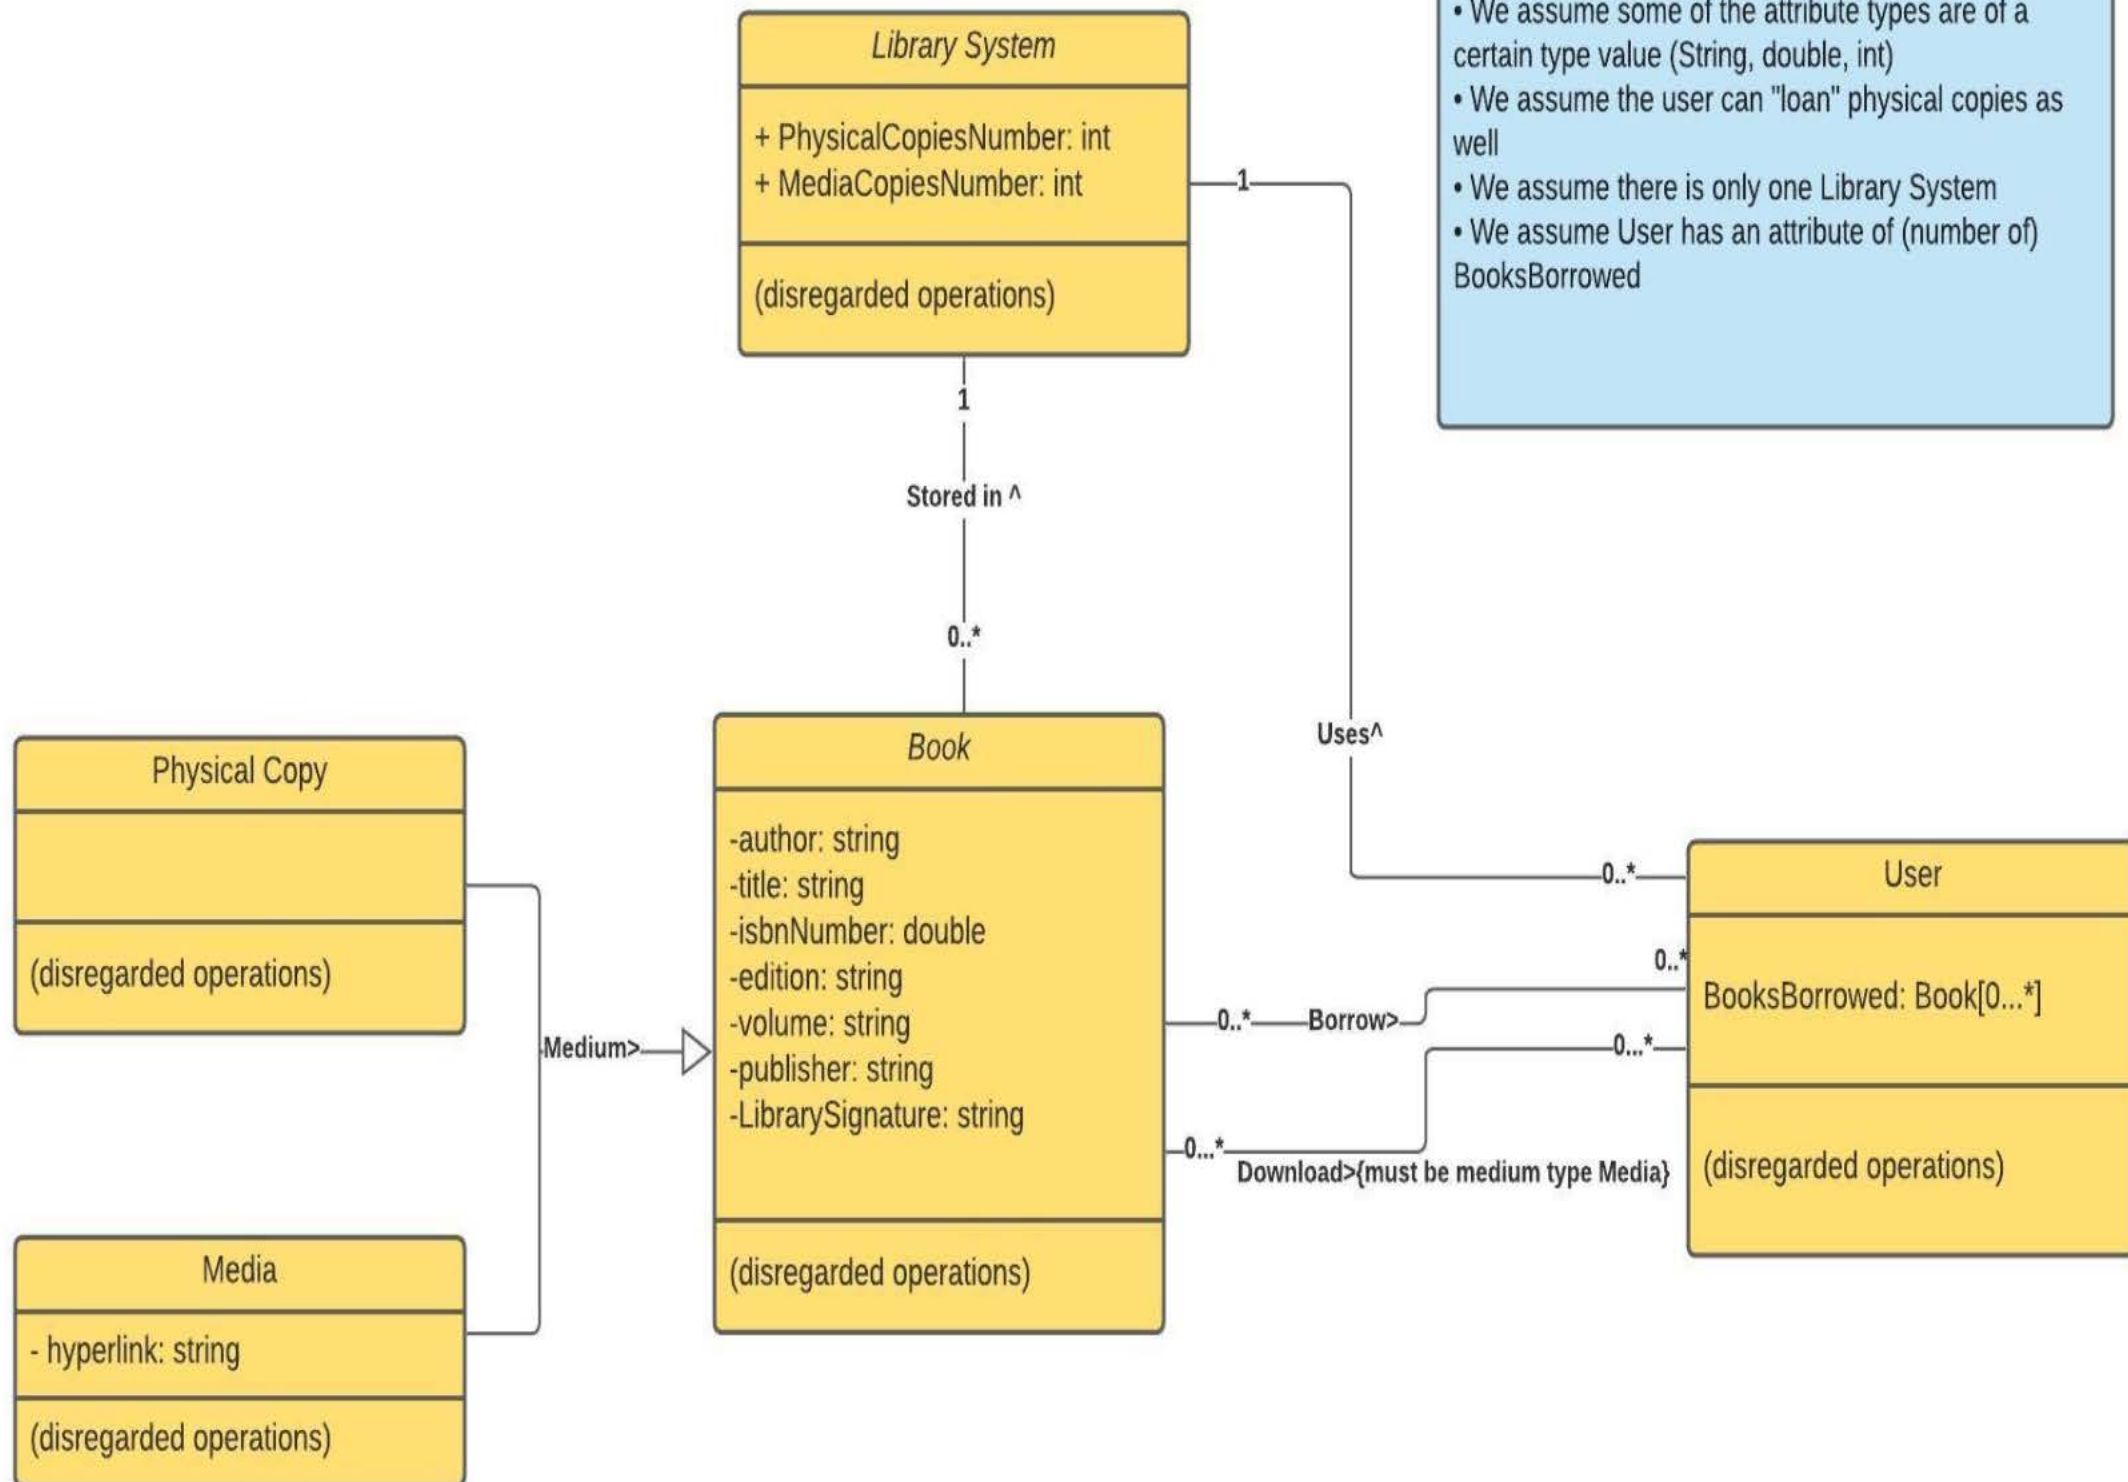 Library System
+ PhysicalCopiesNumber: int
+ MediaCopiesNumber: int
(disregarded operations)
• We assume some of the attribute types are of a
certain type value (String, double, int)
• We assume the user can "loan" physical copies as
well
• We assume there is only one Library System
• We assume User has an attribute of (number of)
BooksBorrowed
1
1
Stored in ^
0..*
Uses^
Physical Copy
(disregarded operations)
Medium>
Media
- hyperlink: string
(disregarded operations)
Book
-author: string
-title: string
-isbnNumber: double
-edition: string
-volume: string
-publisher: string
-LibrarySignature: string
(disregarded operations)
0..*
0..*
0..*
Borrow>
0...*
0...*
Download>{must be medium type Media}
User
BooksBorrowed: Book[0...*]
(disregarded operations)